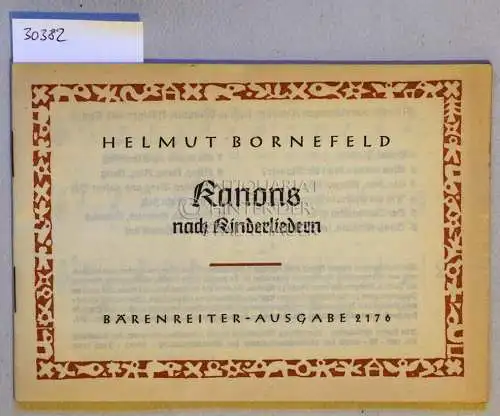 30382
HELMUT BORNEFELD
Kanons
nach Kinderliedern
BÄRENREITER-AUSGABE 2176